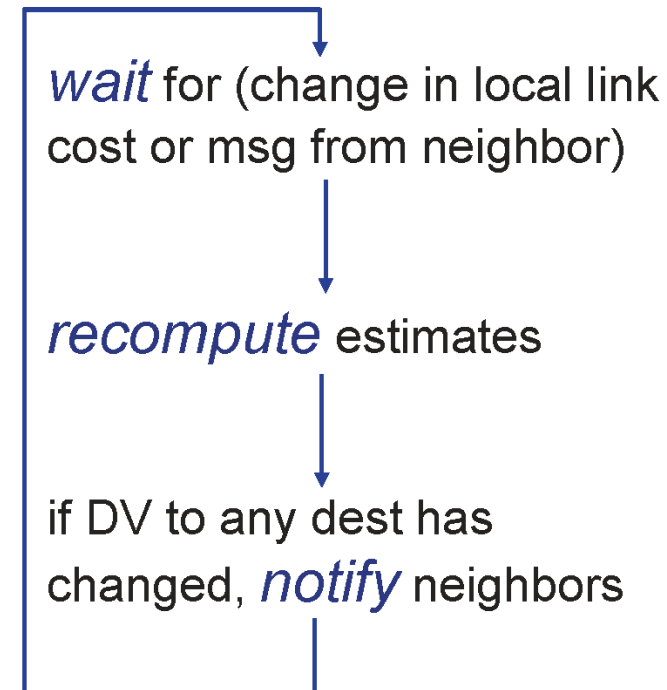 wait for (change in local link
cost or msg from neighbor)
recompute estimates
if DV to any dest has
changed, notify neighbors